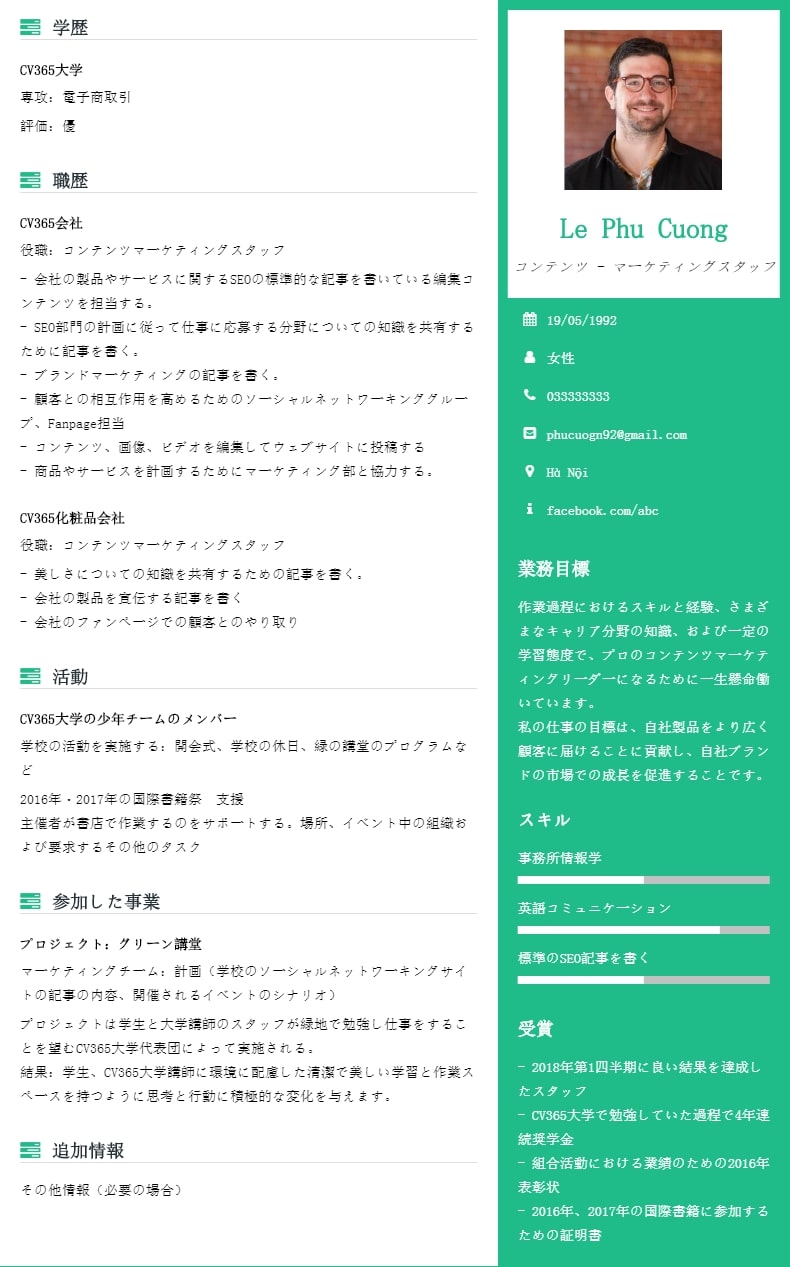 学歴
CV365大学
専攻: 電子商取引
評価: 優
職歴
CV365会社
役職: コンテンツマーケティングスタッフ
- 会社の製品やサービスに関するSEOの標準的な記事を書いている編集コ
ンテンツを担当する。
- SEO部門の計画に従って仕事に応募する分野についての知識を共有する
ために記事を書く。
- ブランドマーケティングの記事を書く。
- 顧客との相互作用を高めるためのソーシャルネットワーキンググルー
プ、Fanpage担当
- コンテンツ、画像、ビデオを編集してウェブサイトに投稿する
- 商品やサービスを計画するためにマーケティング部と協力する。
CV365化粧品会社
役職: コンテンツマーケティングスタッフ
- 美しさについての知識を共有するための記事を書く。
- 会社の製品を宣伝する記事を書く
- 会社のファンページでの顧客とのやり取り
活動
CV365大学の少年チームのメンバー
学校の活動を実施する: 開会式、学校の休日、緑の講堂のプログラムな
ど
2016年・2017年の国際書籍祭　支援
主催者が書店で作業するのをサポートする。場所、イベント中の組織お
よび要求するその他のタスク
参加した事業
プロジェクト: グリーン講堂
マーケティングチーム: 計画（学校のソーシャルネットワーキングサイ
トの記事の内容、開催されるイベントのシナリオ）
プロジェクトは学生と大学講師のスタッフが緑地で勉強し仕事をするこ
とを望むCV365大学代表団によって実施される。
結果: 学生、CV365大学講師に環境に配慮した清潔で美しい学習と作業ス
ペースを持つように思考と行動に積極的な変化を与えます。
追加情報
その他情報（必要の場合）
Le Phu Cuong
コンテンツ - マーケティングスタッフ
19/05/1992
女性
033333333
phucuogn92@gmail.com
Hà Nội
facebook.com/abc
業務目標
作業過程におけるスキルと経験、さまざ
まなキャリア分野の知識、および一定の
学習態度で、プロのコンテンツマーケテ
ィングリーダーになるために一生懸命働
いています。
私の仕事の目標は、自社製品をより広く
顧客に届けることに貢献し、自社ブラン
ドの市場での成長を促進することです。
スキル
事務所情報学
英語コミュニケーション
標準のSEO記事を書く
受賞
- 2018年第1四半期に良い結果を達成し
たスタッフ
- CV365大学で勉強していた過程で4年連
続奨学金
- 組合活動における業績のための2016年
表彰状
- 2016年、2017年の国際書籍に参加する
ための証明書